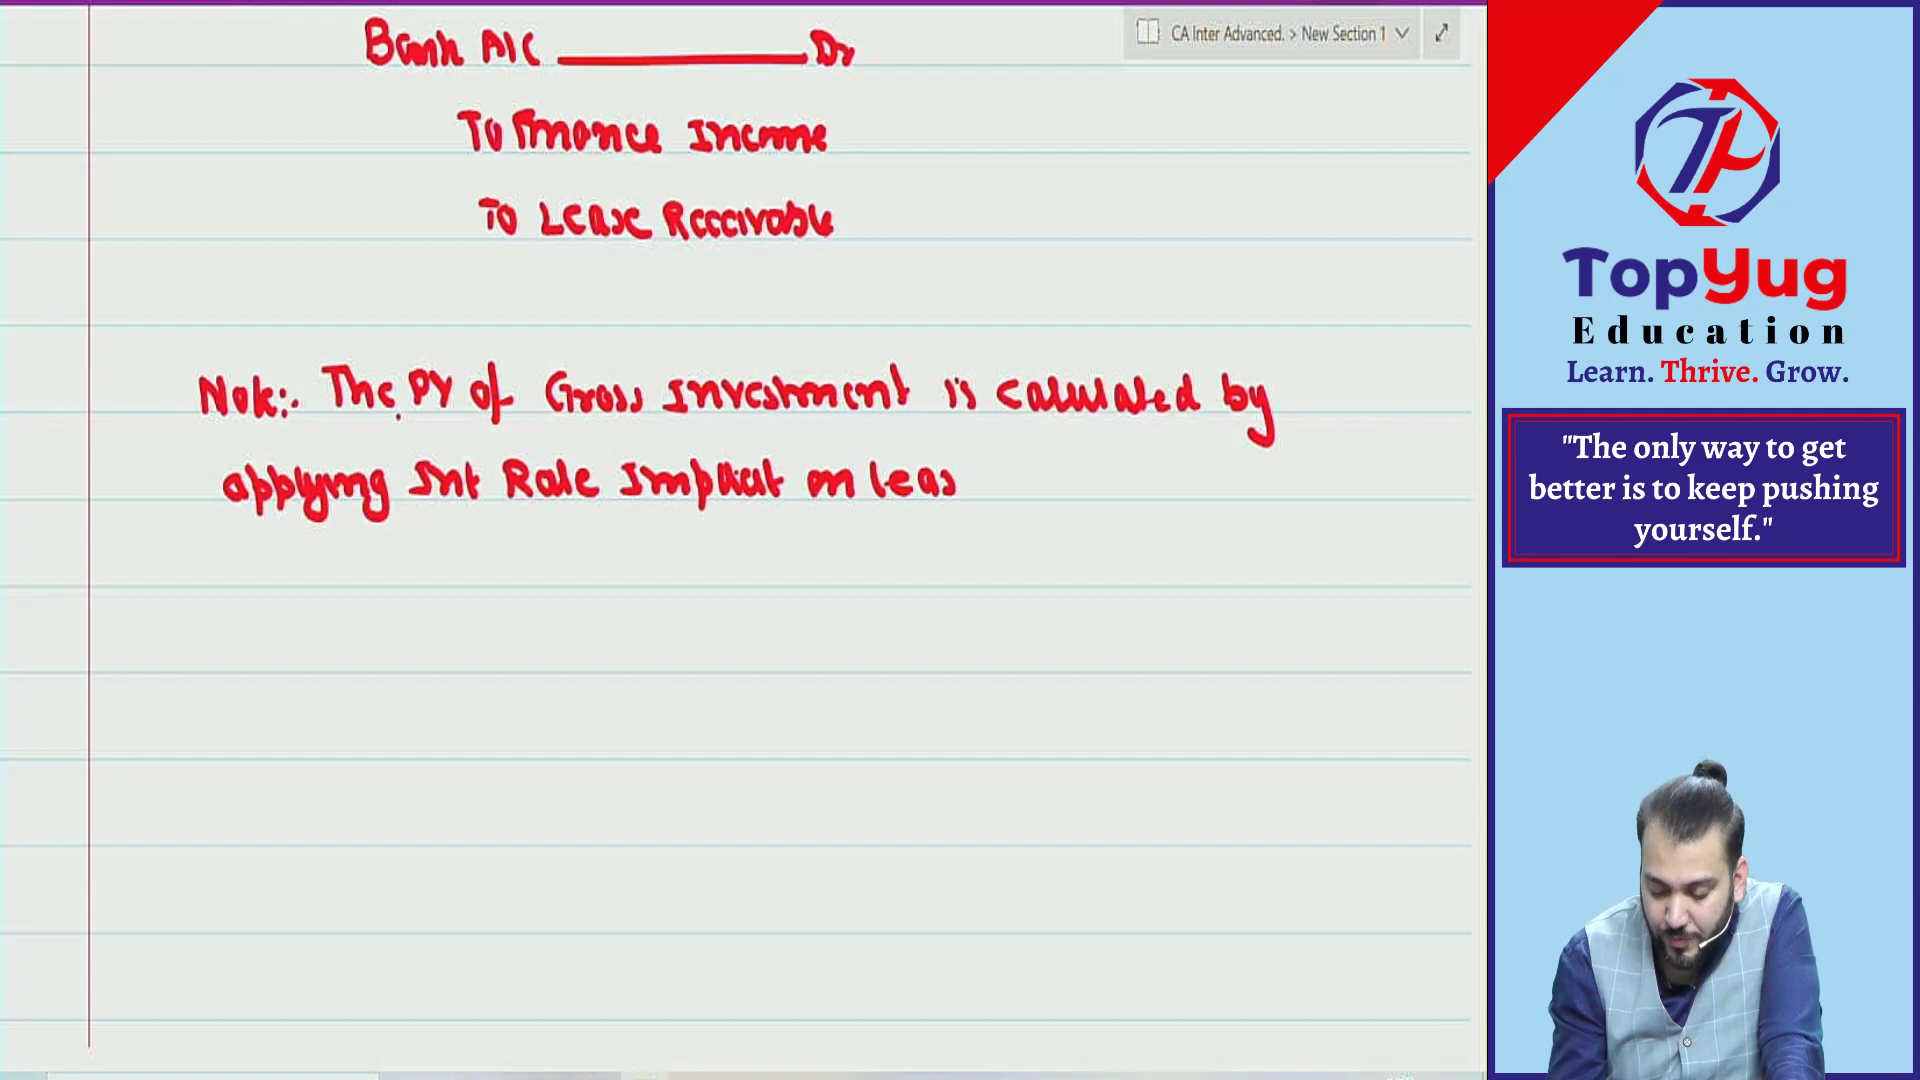 Bank A/C ________ Dr
CA Inter Advanced. > New Section 1
To Finance Income
To Lease Receivable
Note:- The PV of Gross Investment is calculated by
applying Int Rate Implicit on leas
TopYug
Education
Learn. Thrive. Grow.
"The only way to get
better is to keep pushing
yourself."